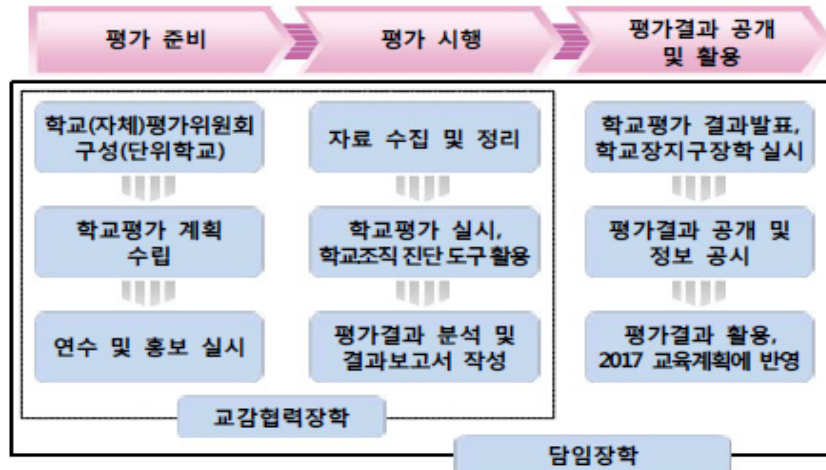 평가 준비
평가 시행
평가결과 공개
및 활용
학교(자체)평가위원회
구성(단위학교)
학교평가 계획
수립
연수 및 홍보 실시
자료 수집 및 정리
학교평가 실시,
학교조직 진단 도구 활용
평가결과 분석 및
결과보고서 작성
학교평가 결과발표,
학교장지구장학 실시
평가결과 공개 및
정보 공시
평가결과 활용,
2017 교육계획에 반영
교감협력장학
담임장학